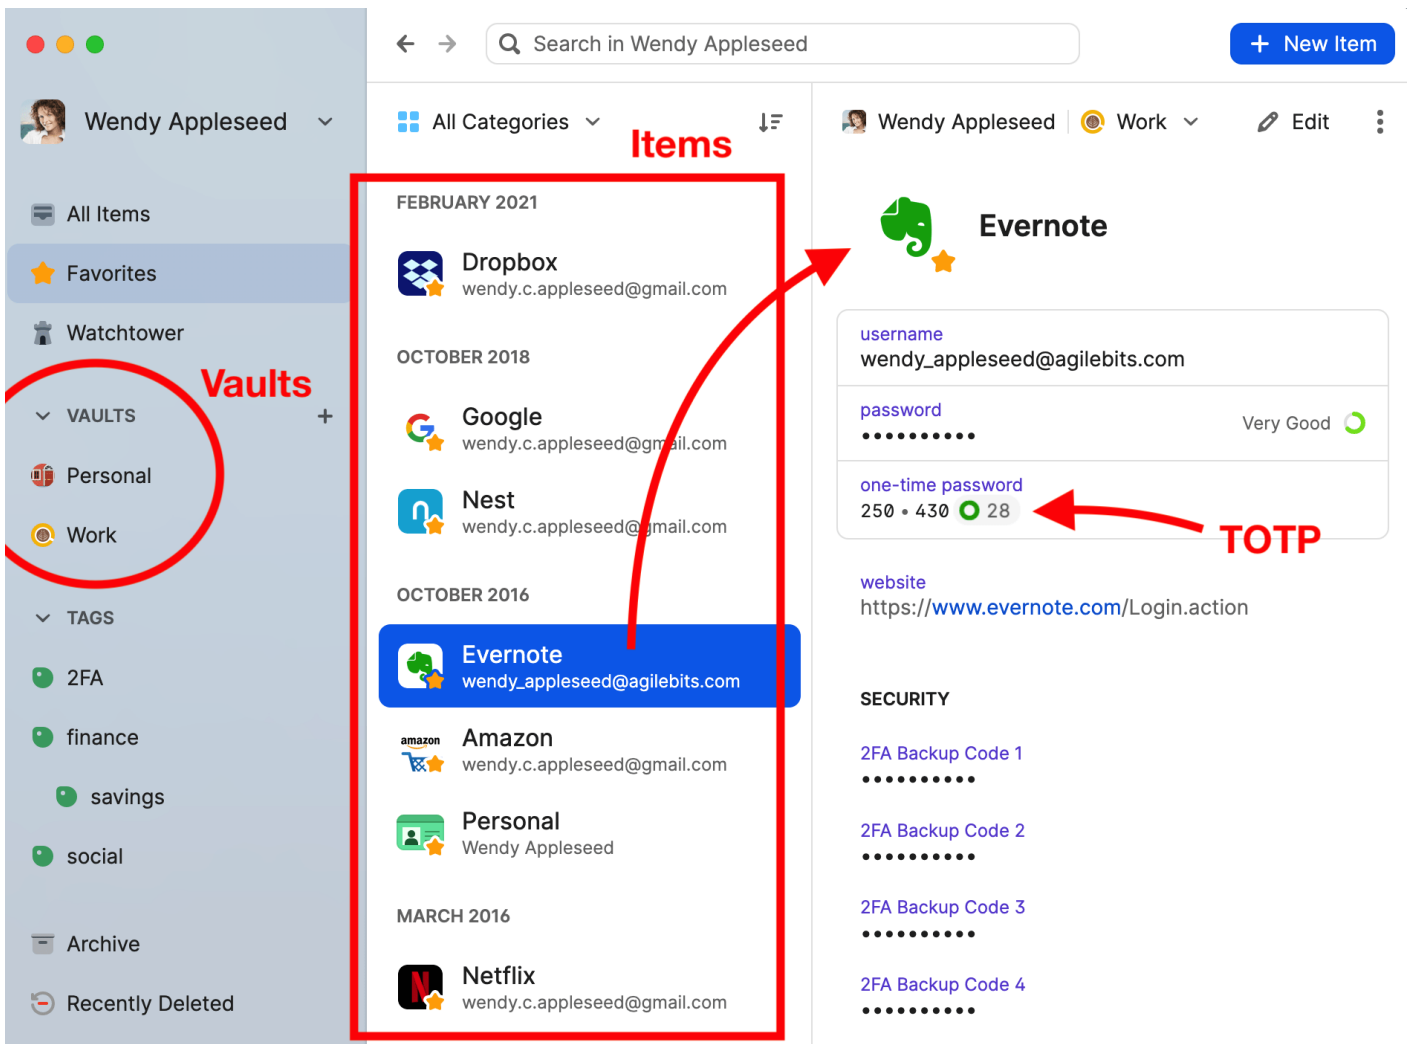 Wendy Appleseed
All Items
Favorites
Watchtower
Vaults
VAULTS
Personal
Work
TAGS
2FA
finance
savings
social
Archive
Recently Deleted
Search in Wendy Appleseed
+ New Item
All Categories
Items
FEBRUARY 2021
Dropbox
wendy.c.appleseed@gmail.com
OCTOBER 2018
Google
wendy.c.appleseed@gmail.com
Nest
wendy.c.appleseed@gmail.com
OCTOBER 2016
Evernote
wendy_appleseed@agilebits.com
amazon
Amazon
wendy.c.appleseed@gmail.com
Personal
Wendy Appleseed
MARCH 2016
Netflix
wendy.c.appleseed@gmail.com
Wendy Appleseed Work Edit
Evernote
username
wendy_appleseed@agilebits.com
password
•••••••••• Very Good
one-time password
250 • 430 28
TOTP
website
https://www.evernote.com/Login.action
SECURITY
2FA Backup Code 1
••••••••••
2FA Backup Code 2
••••••••••
2FA Backup Code 3
••••••••••
2FA Backup Code 4
••••••••••